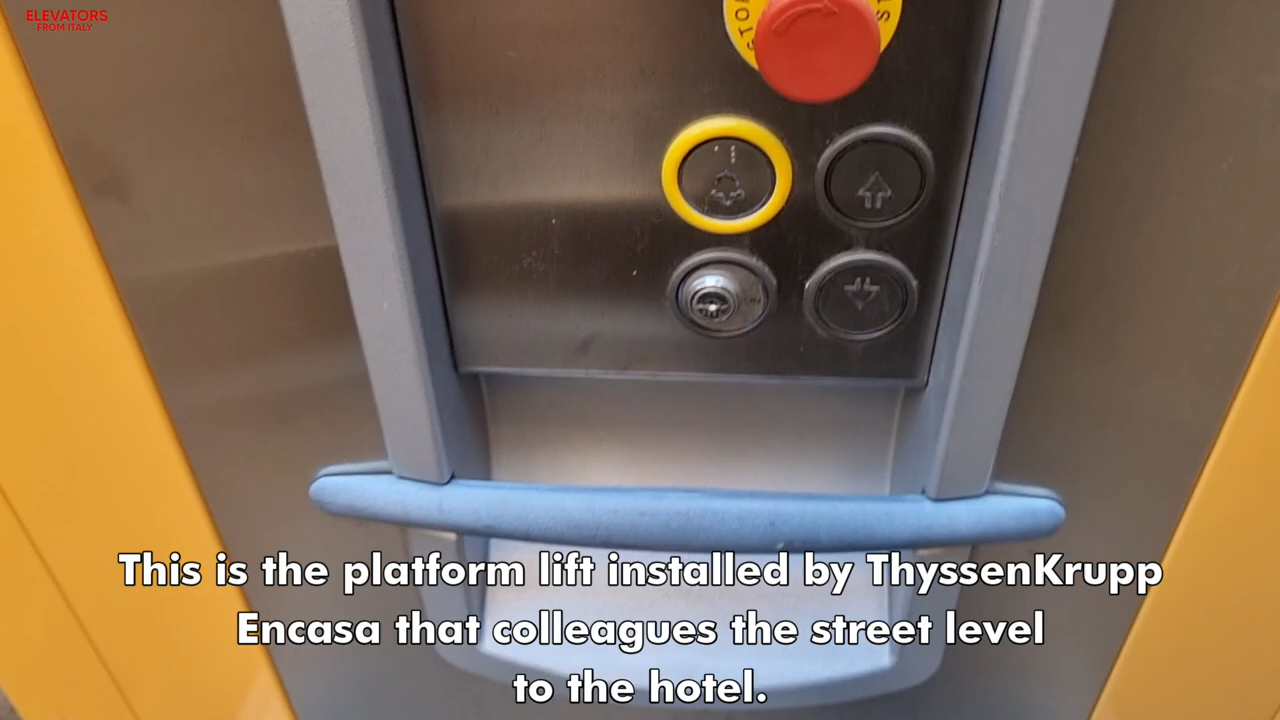 ELEVATORS
FROM ITALY
This is the platform lift installed by ThyssenKrupp
Encasa that colleagues the street level
to the hotel.